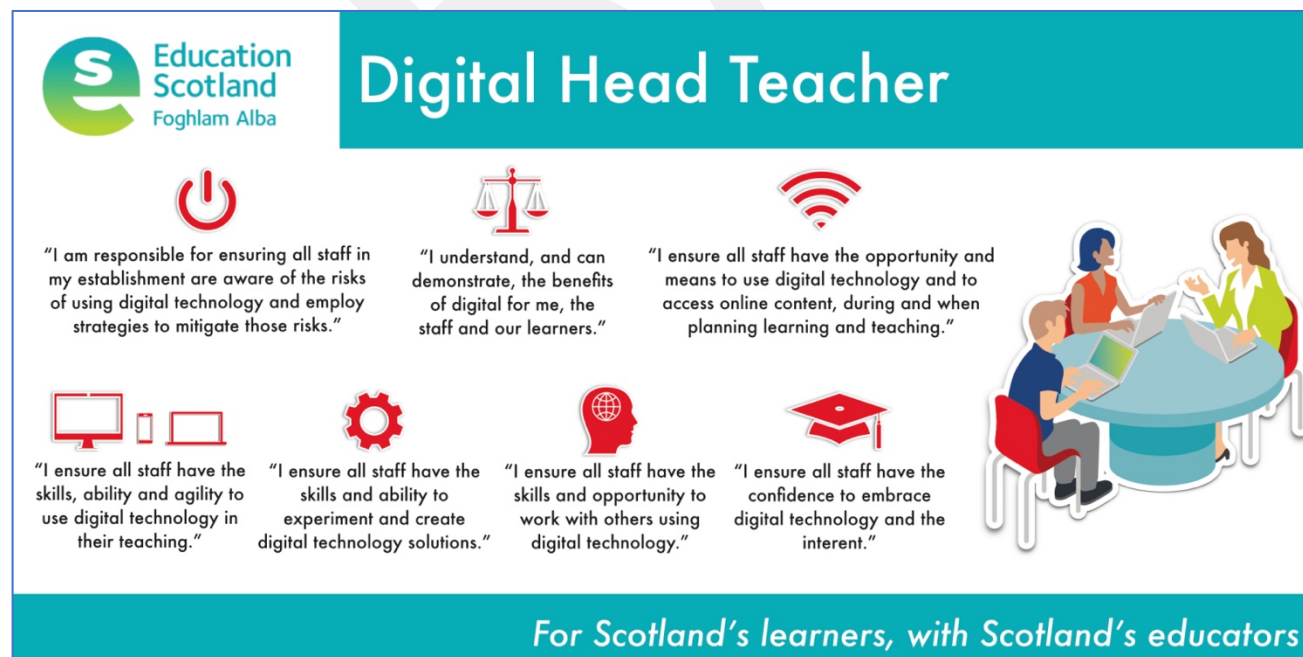 Education
Scotland
Foghlam Alba
Digital Head Teacher
“I am responsible for ensuring all staff in
my establishment are aware of the risks
of using digital technology and employ
strategies to mitigate those risks.”
“I understand, and can
demonstrate, the benefits
of digital for me, the
staff and our learners.”
“I ensure all staff have the opportunity and
means to use digital technology and to
access online content, during and when
planning learning and teaching.”
“I ensure all staff have the
skills, ability and agility to
use digital technology in
their teaching.”
“I ensure all staff have the
skills and ability to
experiment and create
digital technology solutions.”
“I ensure all staff have the
skills and opportunity to
work with others using
digital technology.”
“I ensure all staff have the
confidence to embrace
digital technology and the
interent.”
For Scotland’s learners, with Scotland’s educators